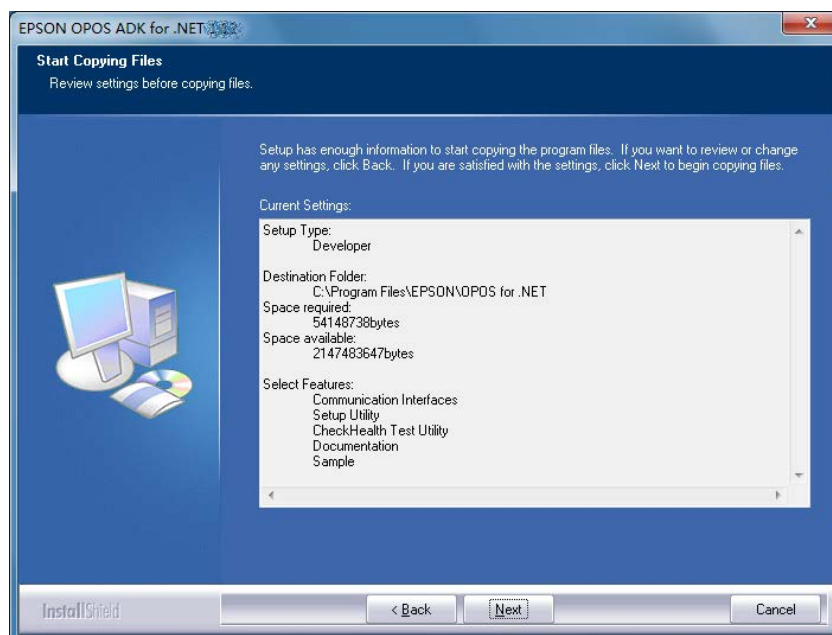 EPSON OPOS ADK for .NET
Start Copying Files
Review settings before copying files.
Setup has enough information to start copying the program files.  If you want to review or change
any settings, click Back.  If you are satisfied with the settings, click Next to begin copying files.
Current Settings:
Setup Type:
Developer
Destination Folder:
C:\Program Files\EPSON\OPOS for .NET
Space required:
54148738bytes
Space available:
2147483647bytes
Select Features:
Communication Interfaces
Setup Utility
CheckHealth Test Utility
Documentation
Sample
InstallShield
< Back
Next
Cancel